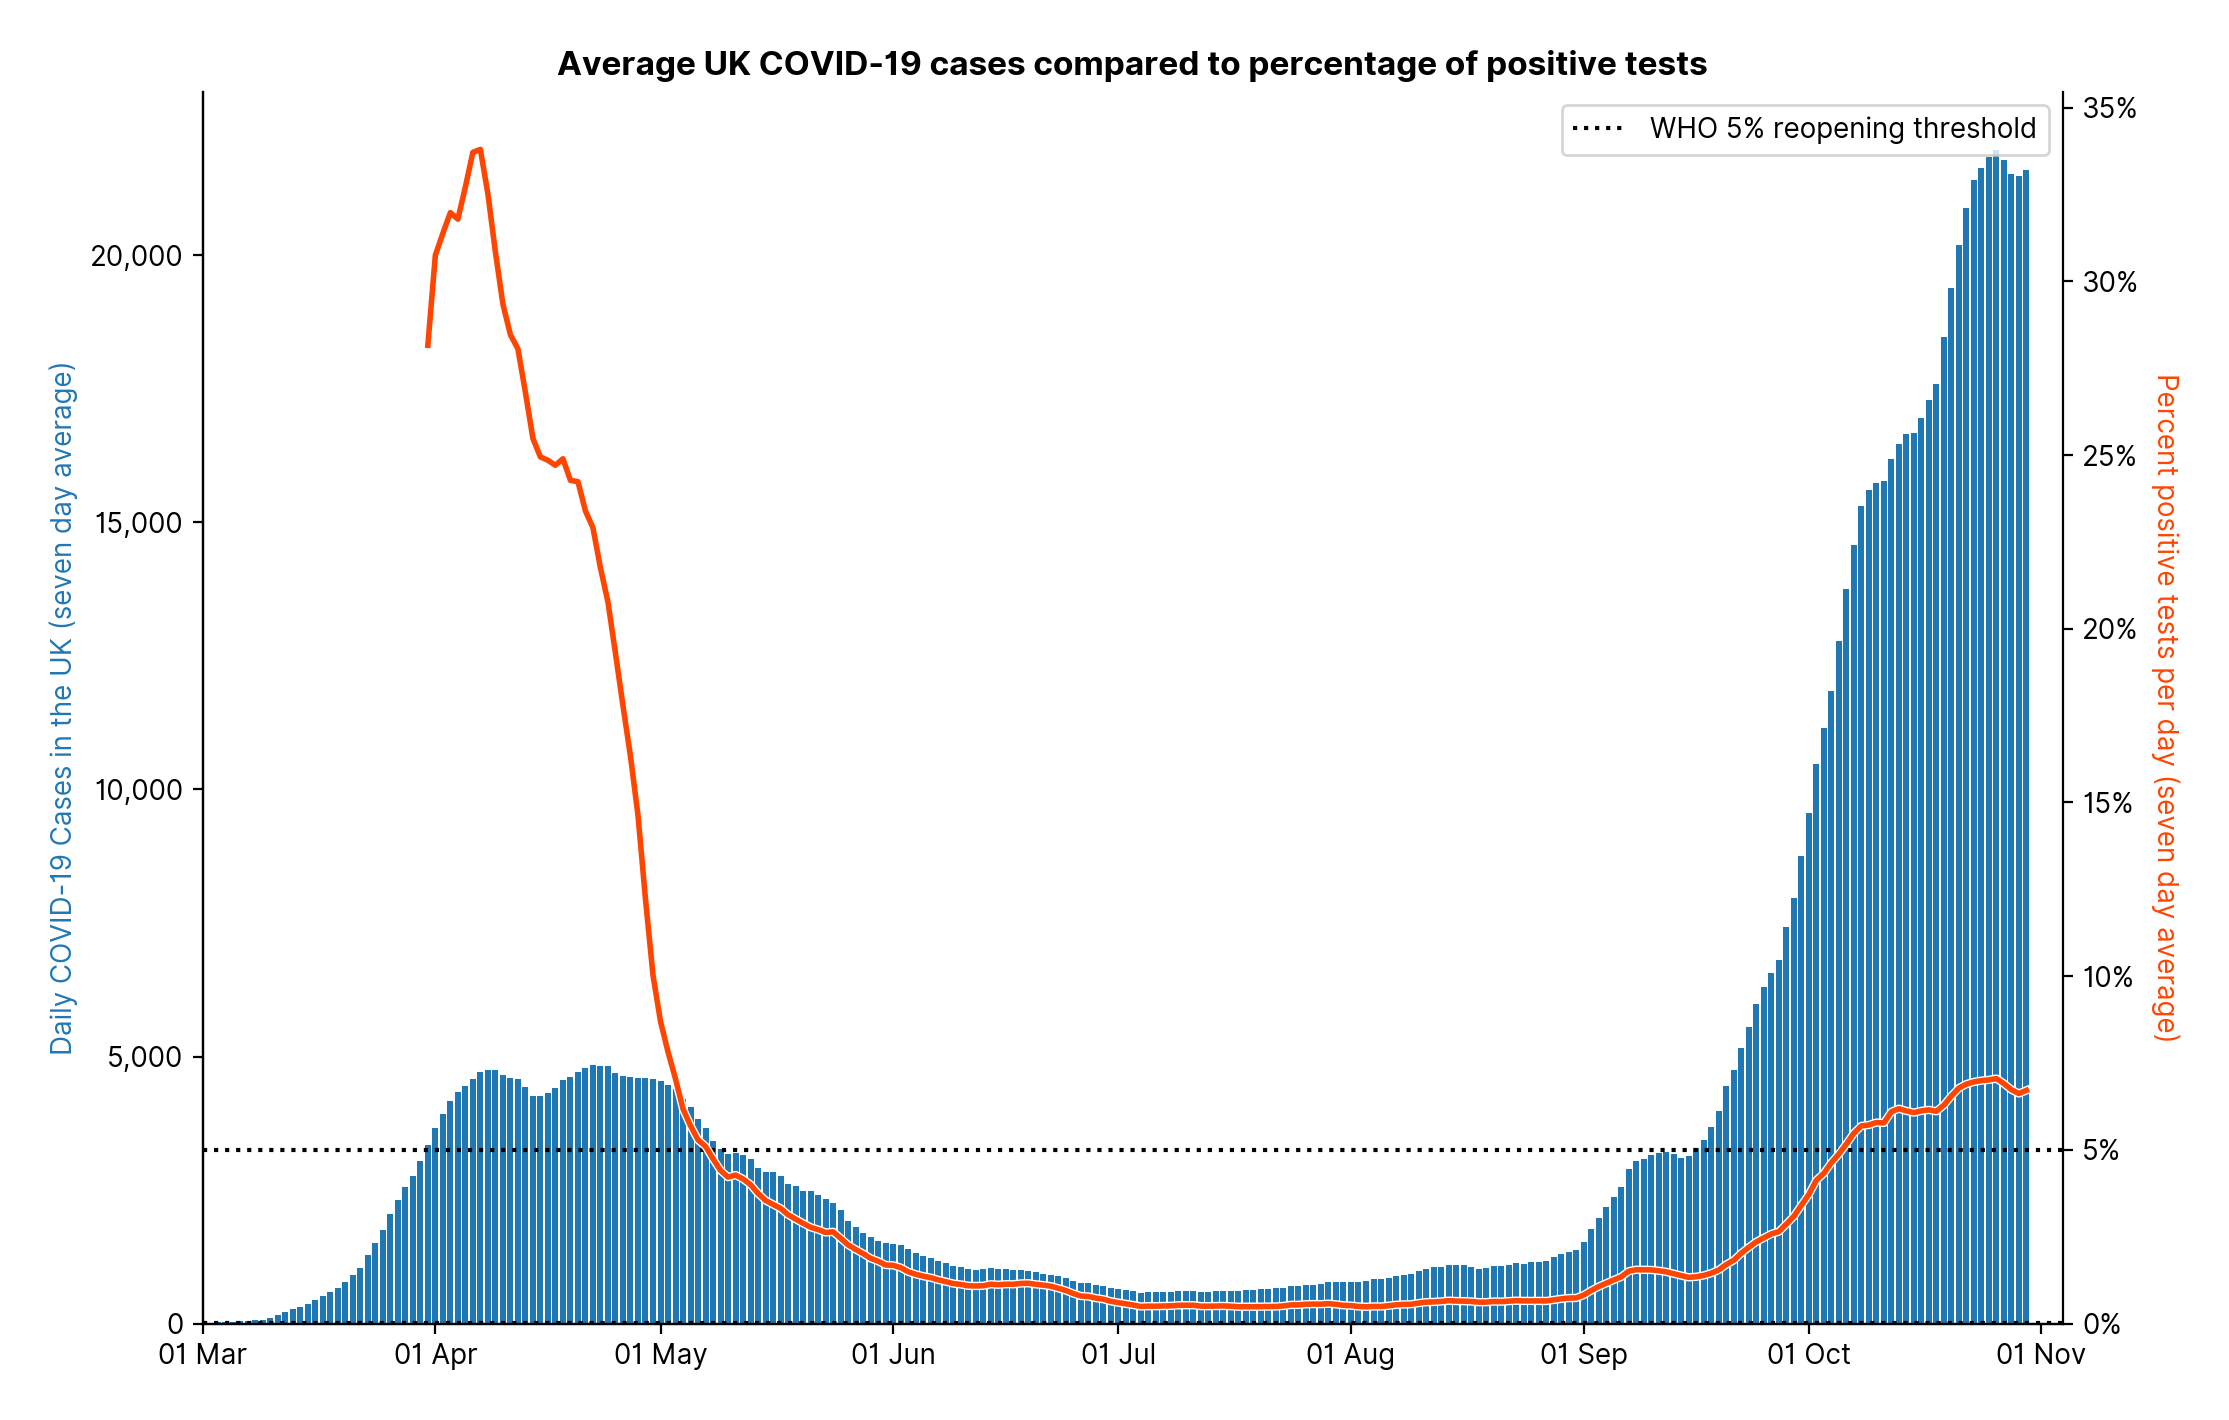 Average UK COVID-19 cases compared to percentage of positive tests
WHO 5% reopening threshold
Daily COVID-19 Cases in the UK (seven day average)
20,000
15,000
10,000
5,000
0
35%
30%
25%
20%
15%
10%
5%
0%
Percent positive tests per day (seven day average)
01 Mar
01 Apr
01 May
01 Jun
01 Jul
01 Aug
01 Sep
01 Oct
01 Nov